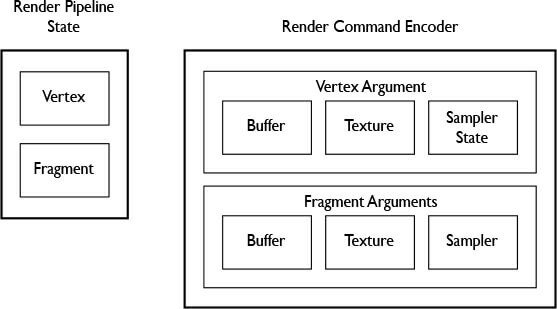 Render Pipeline
State
Vertex
Fragment
Render Command Encoder
Vertex Argument
Buffer
Texture
Sampler
State
Fragment Arguments
Buffer
Texture
Sampler